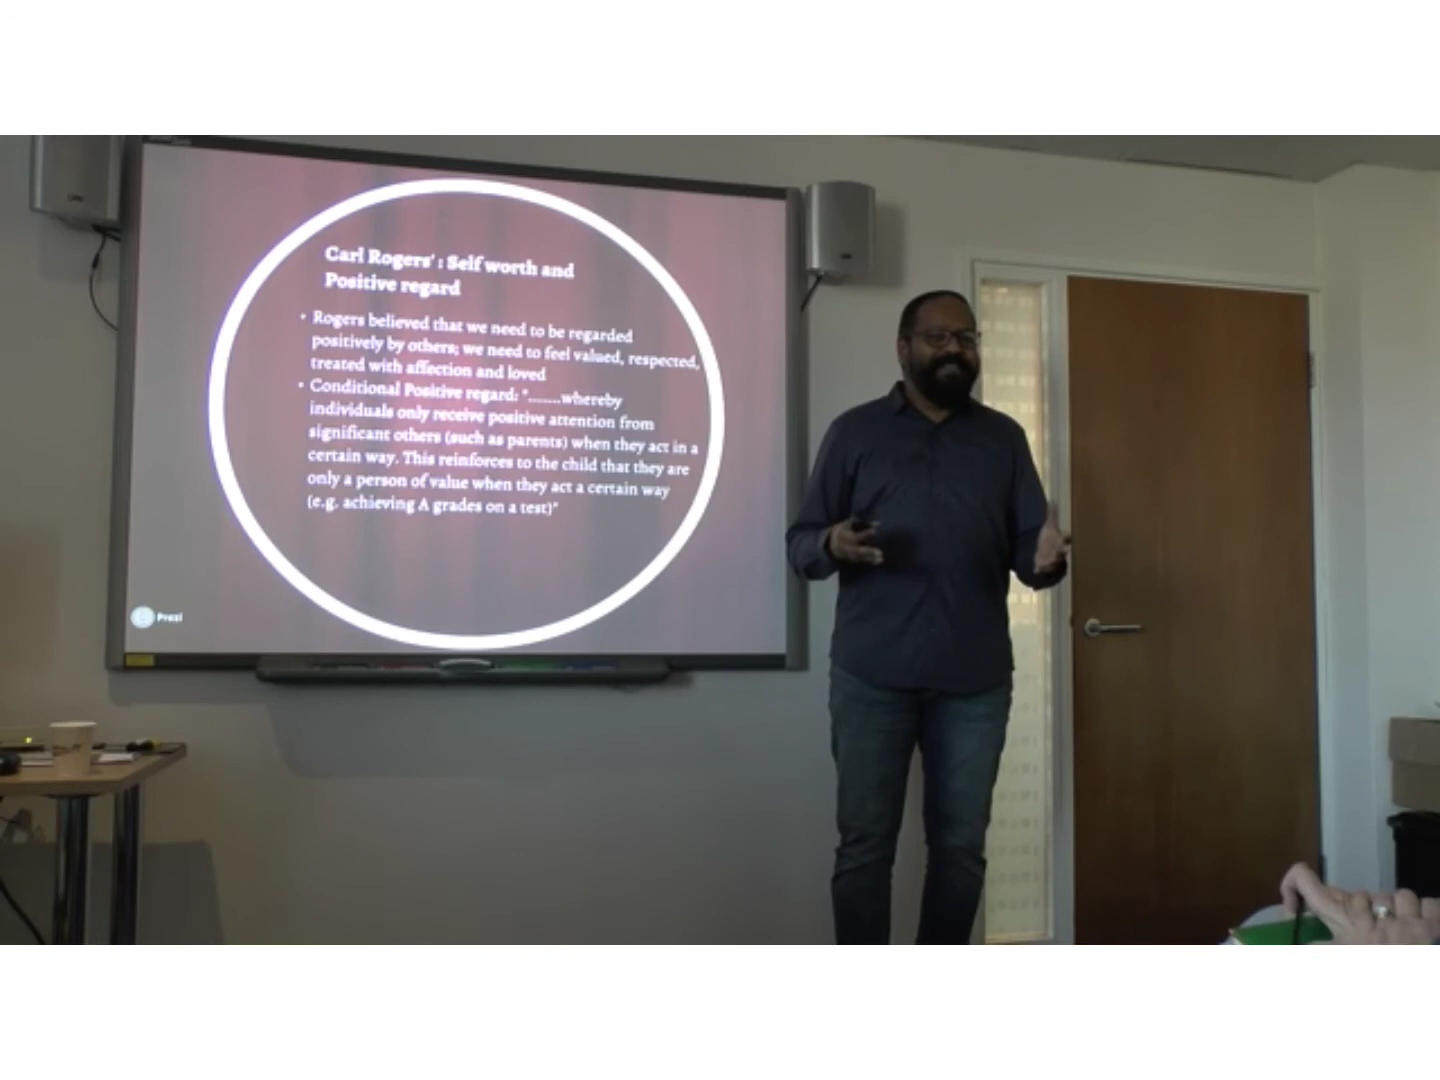 Carl Rogers' : Self worth and
Positive regard
• Rogers believed that we need to be regarded
positively by others; we need to feel valued, respected,
treated with affection and loved
• Conditional Positive regard: "........whereby
individuals only receive positive attention from
significant others (such as parents) when they act in a
certain way. This reinforces to the child that they are
only a person of value when they act a certain way
(e.g. achieving A grades on a test)"
Prezi